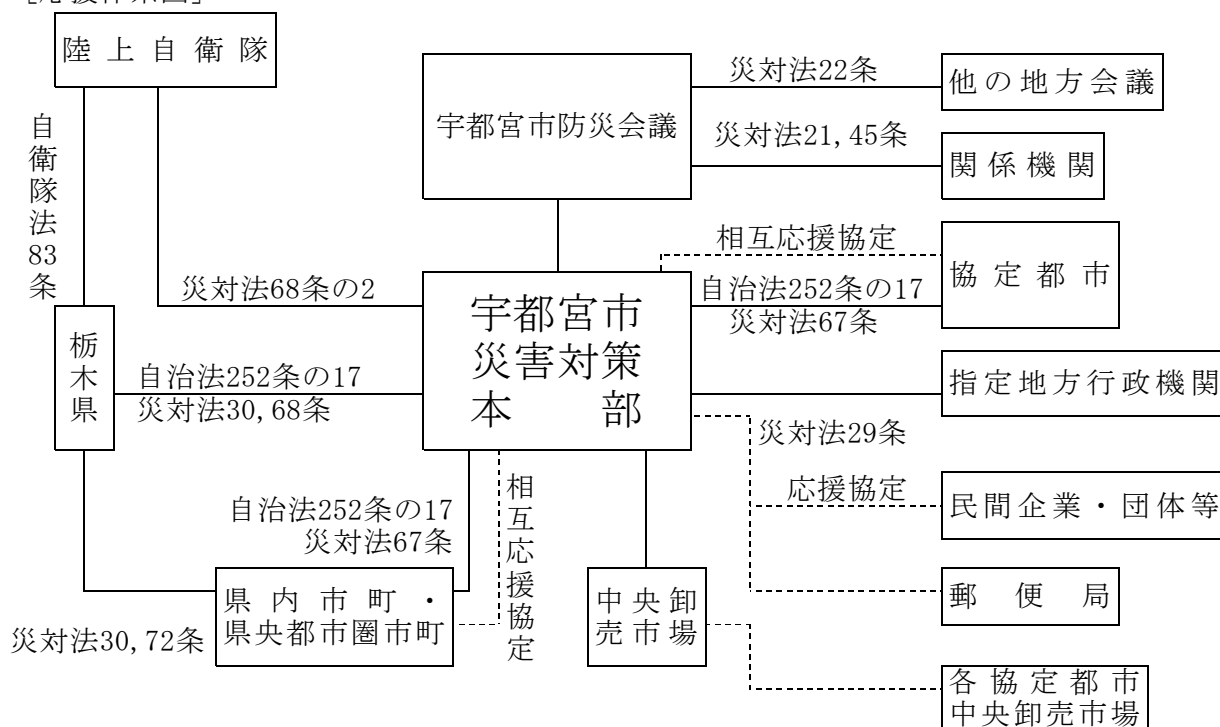 陸上自衛隊
災対法22条
他の地方会議
宇都宮市防災会議
災対法21,45条
関係機関
自衛隊法83条
相互応援協定
協定都市
災対法68条の2
宇都宮市
災害対策
本部
自治法252条の17
災対法67条
栃木県
自治法252条の17
災対法30,68条
指定地方行政機関
災対法29条
応援協定
民間企業・団体等
自治法252条の17
災対法67条
相互応援協定
県内市町・
県央都市圏市町
災対法30,72条
中央卸
売市場
郵便局
各協定都市
中央卸売市場